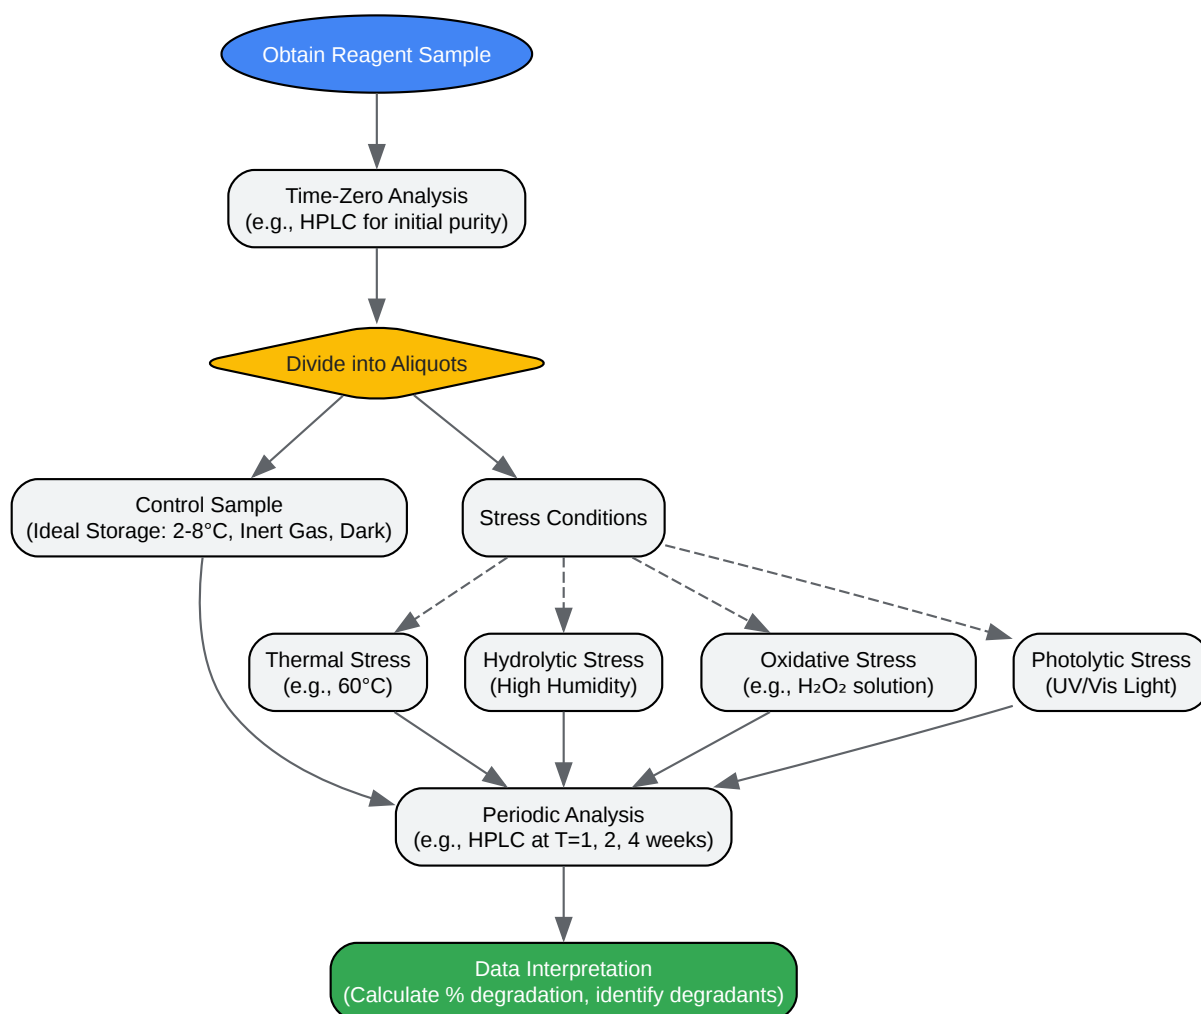 Obtain Reagent Sample
Time-Zero Analysis
(e.g., HPLC for initial purity)
Divide into Aliquots
Control Sample
(Ideal Storage: 2-8°C, Inert Gas, Dark)
Stress Conditions
Thermal Stress
(e.g., 60°C)
Hydrolytic Stress
(High Humidity)
Oxidative Stress
(e.g., H₂O₂ solution)
Photolytic Stress
(UV/Vis Light)
Periodic Analysis
(e.g., HPLC at T=1, 2, 4 weeks)
Data Interpretation
(Calculate % degradation, identify degradants)